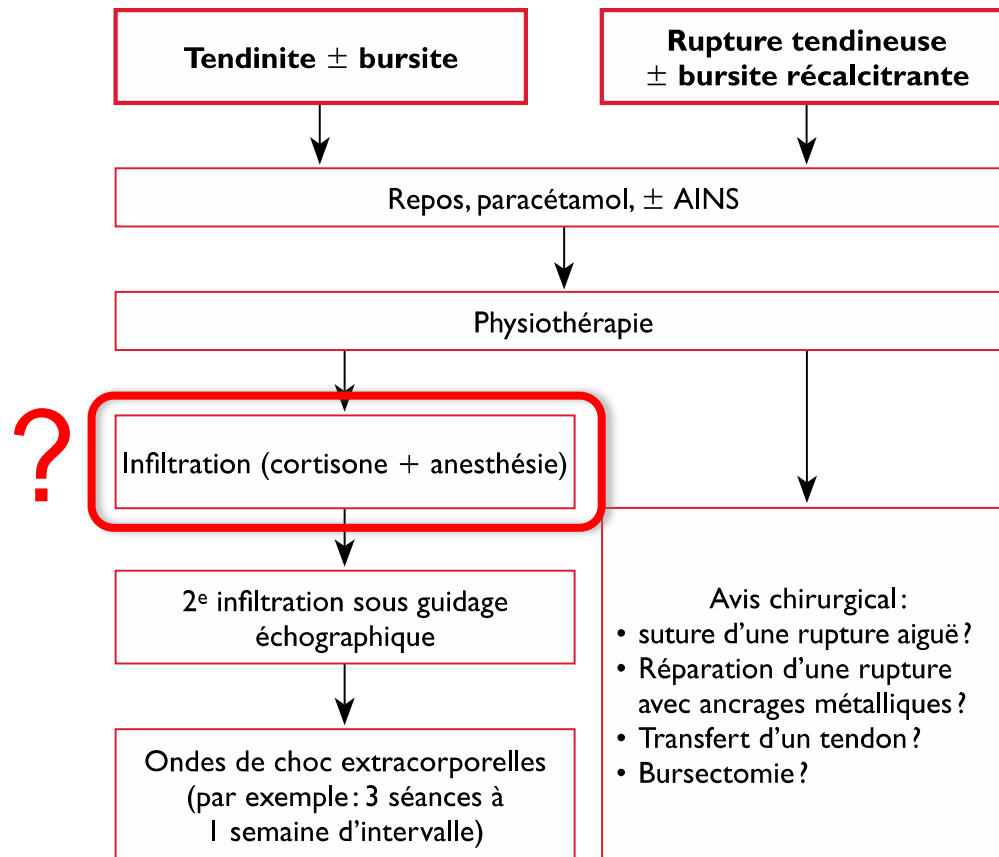 Tendinite ± bursite
Rupture tendineuse
± bursite récalcitrante
Repos, paracétamol, ± AINS
Physiothérapie
?
Infiltration (cortisone + anesthésie)
2e infiltration sous guidage
échographique
Ondes de choc extracorporelles
(par exemple : 3 séances à
1 semaine d’intervalle)
Avis chirurgical :
• suture d’une rupture aiguë ?
• Réparation d’une rupture
avec ancrages métalliques ?
• Transfert d’un tendon ?
• Bursectomie ?